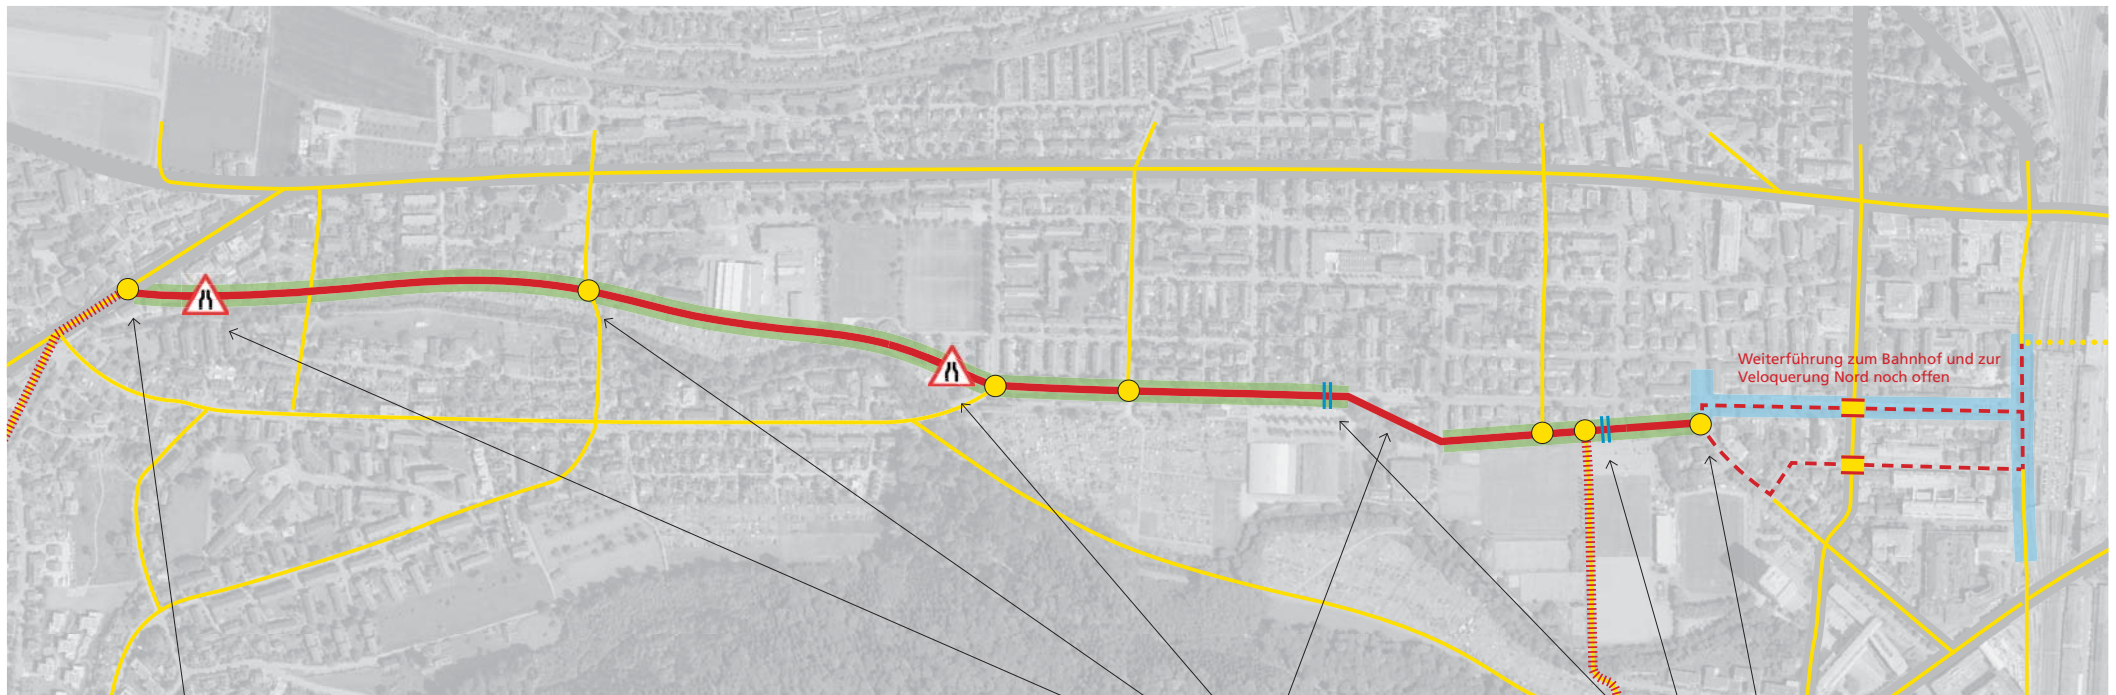 Weiterführung zum Bahnhof und zur
Veloquerung Nord noch offen